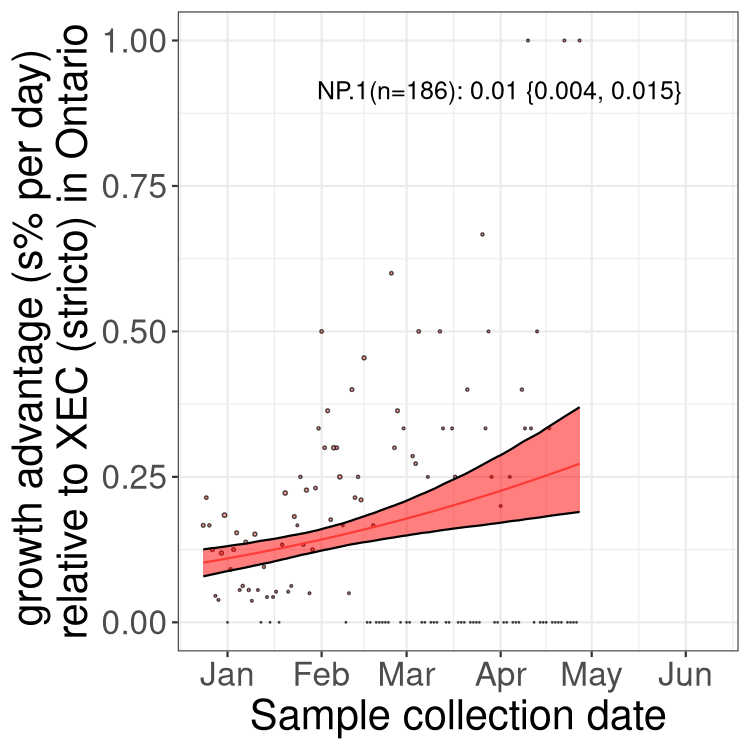 growth advantage (s% per day)
relative to XEC (stricto) in Ontario
1.00
0.75
0.50
0.25
0.00
NP.1(n=186): 0.01 {0.004, 0.015}
Jan Feb Mar Apr May Jun
Sample collection date